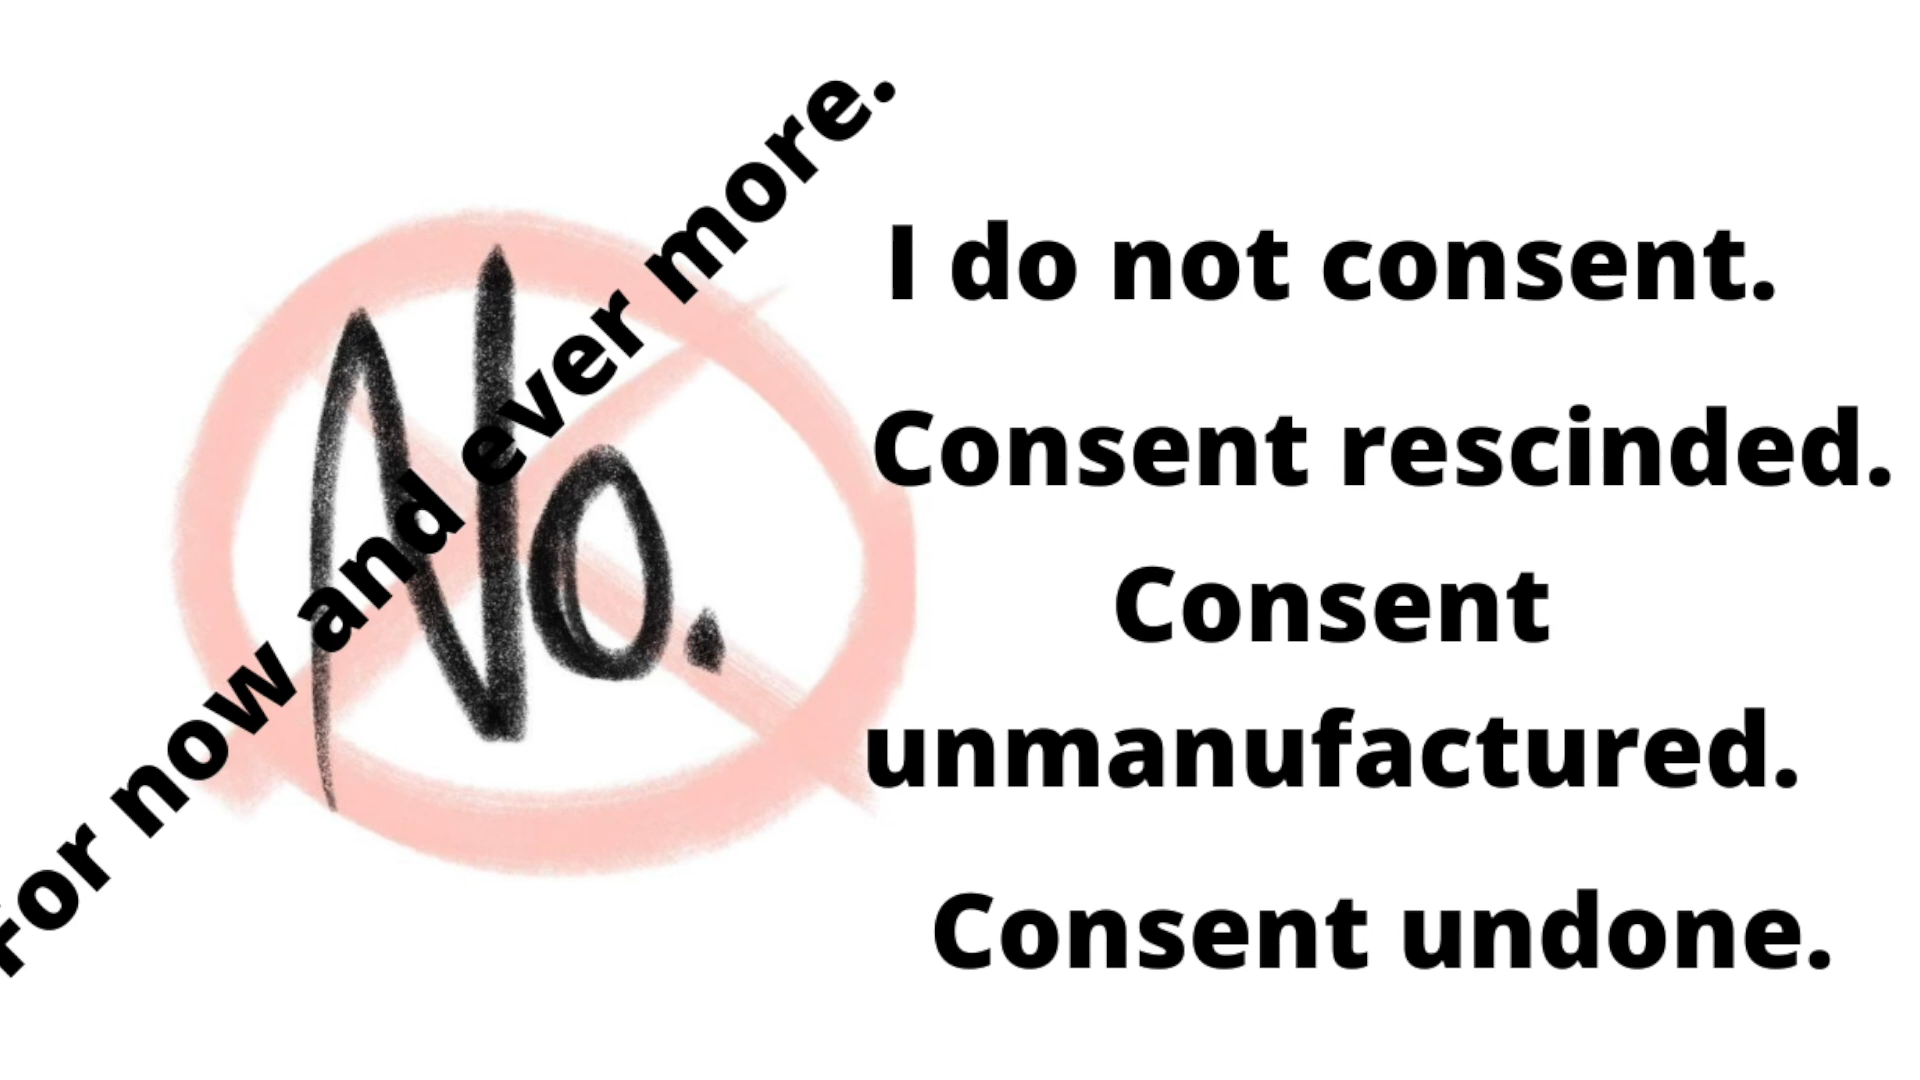 For now and ever more.
No.
I do not consent.
Consent rescinded.
Consent
unmanufactured.
Consent undone.